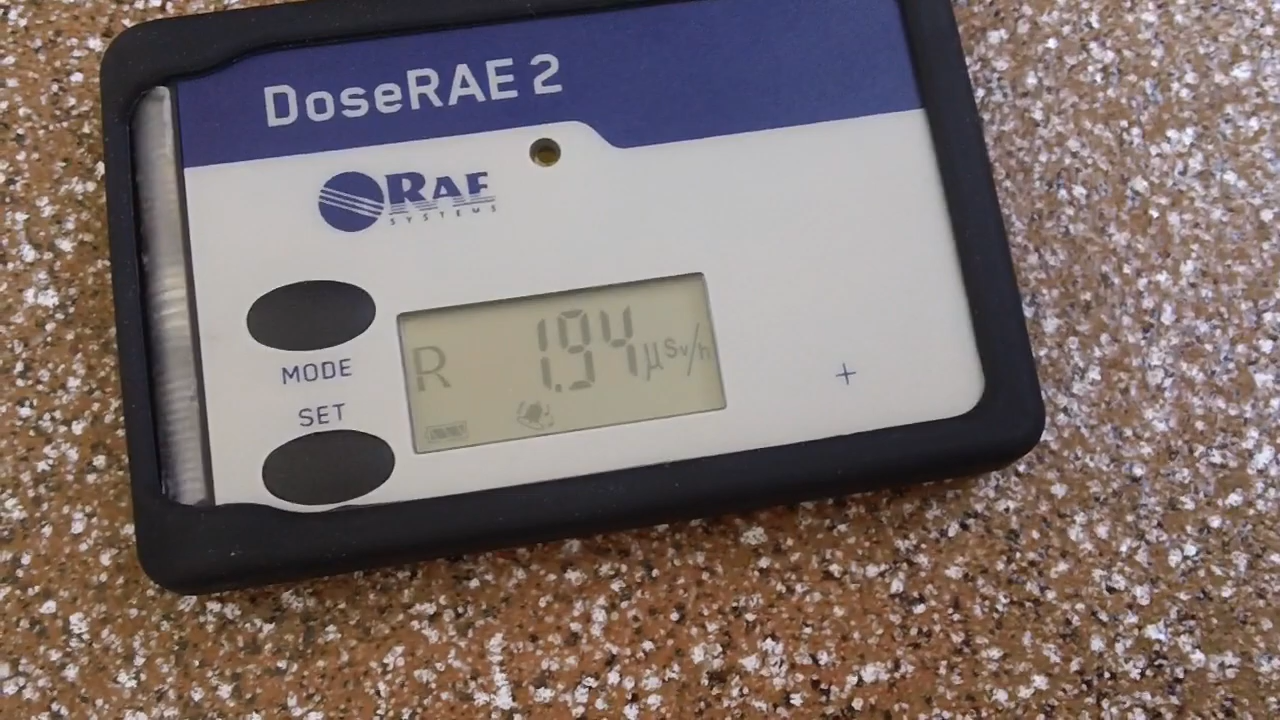 DoseRAE 2
RAE
SYSTEMS
MODE
SET
R 1.94 µSv/h
+